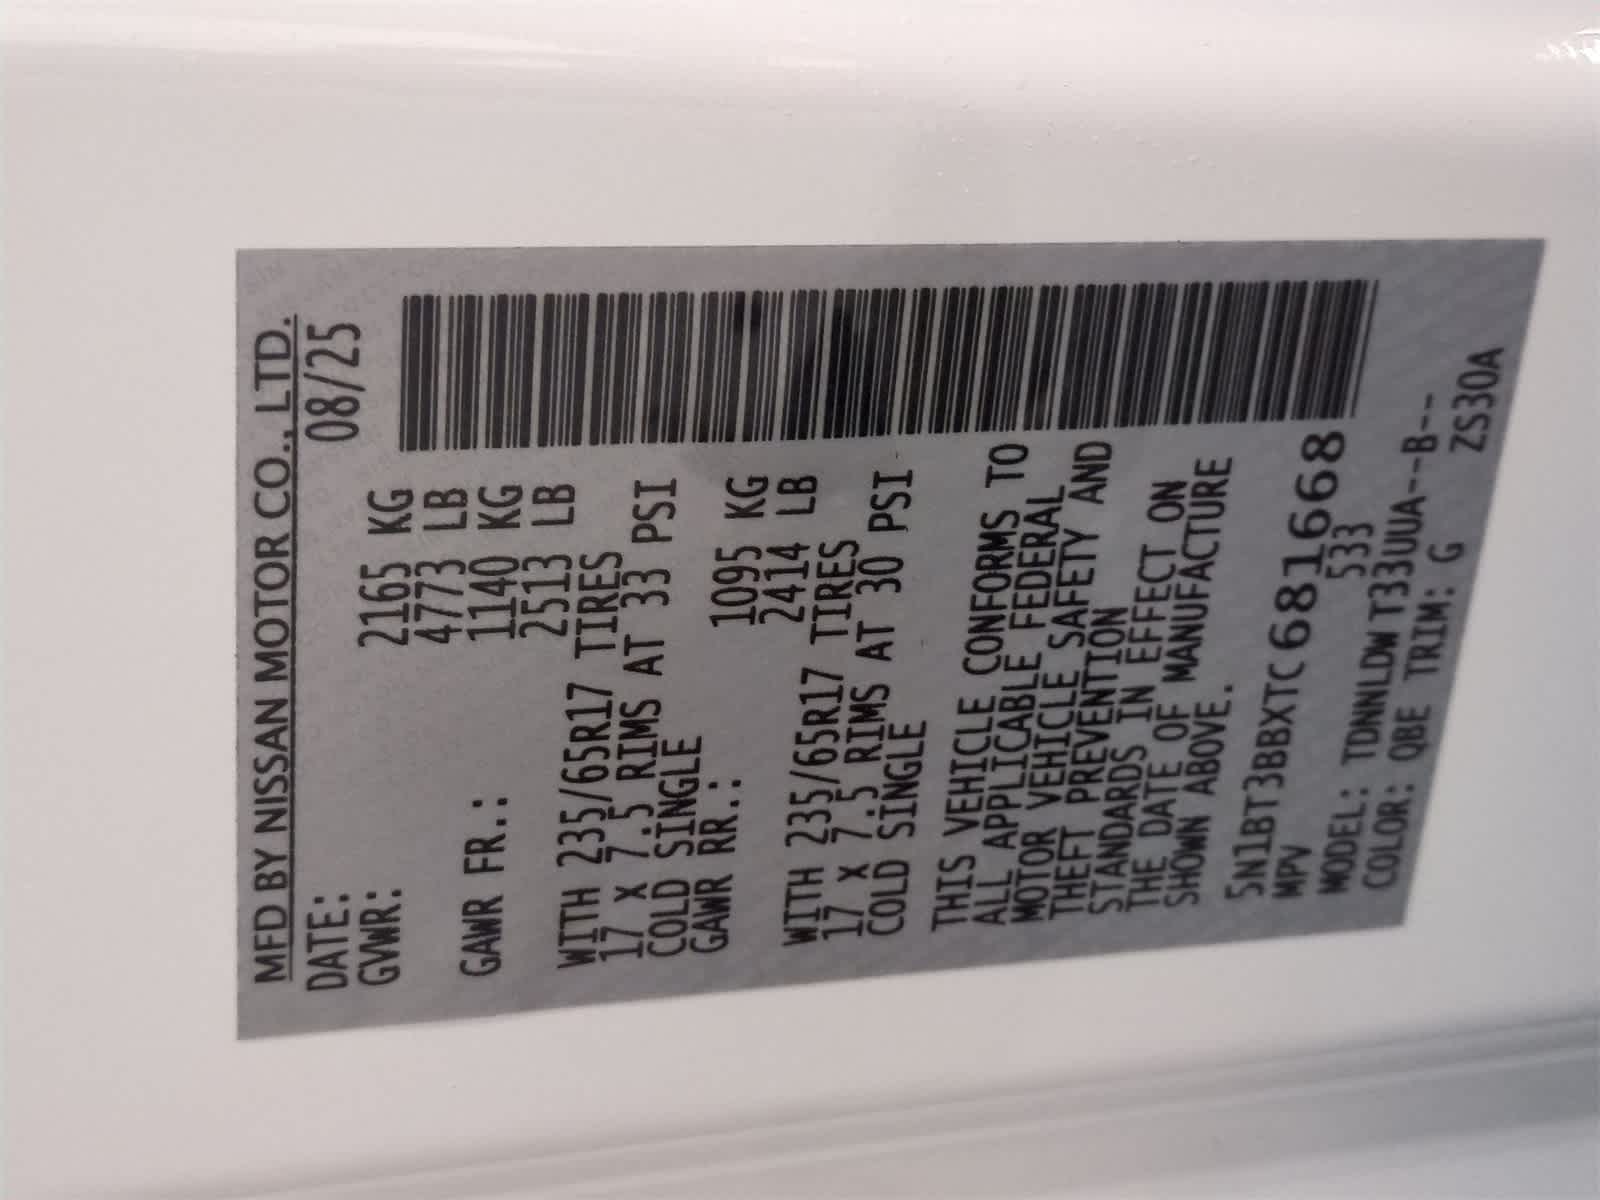 MFD BY NISSAN MOTOR CO., LTD.
DATE: 08/25
GVWR: 2165 KG
4773 LB
GAWR FR.: 1140 KG
2513 LB
WITH 235/65R17 TIRES
17 X 7.5 RIMS AT 33 PSI
COLD SINGLE
GAWR RR.: 1095 KG
2414 LB
WITH 235/65R17 TIRES
17 X 7.5 RIMS AT 30 PSI
COLD SINGLE
THIS VEHICLE CONFORMS TO
ALL APPLICABLE FEDERAL
MOTOR VEHICLE SAFETY AND
THEFT PREVENTION
STANDARDS IN EFFECT ON
THE DATE OF MANUFACTURE
SHOWN ABOVE.
5N1BT3BBXTC681668
MPV 533
MODEL: TDNNLDWT33UUA--B--
COLOR: QBE TRIM: G ZS30A